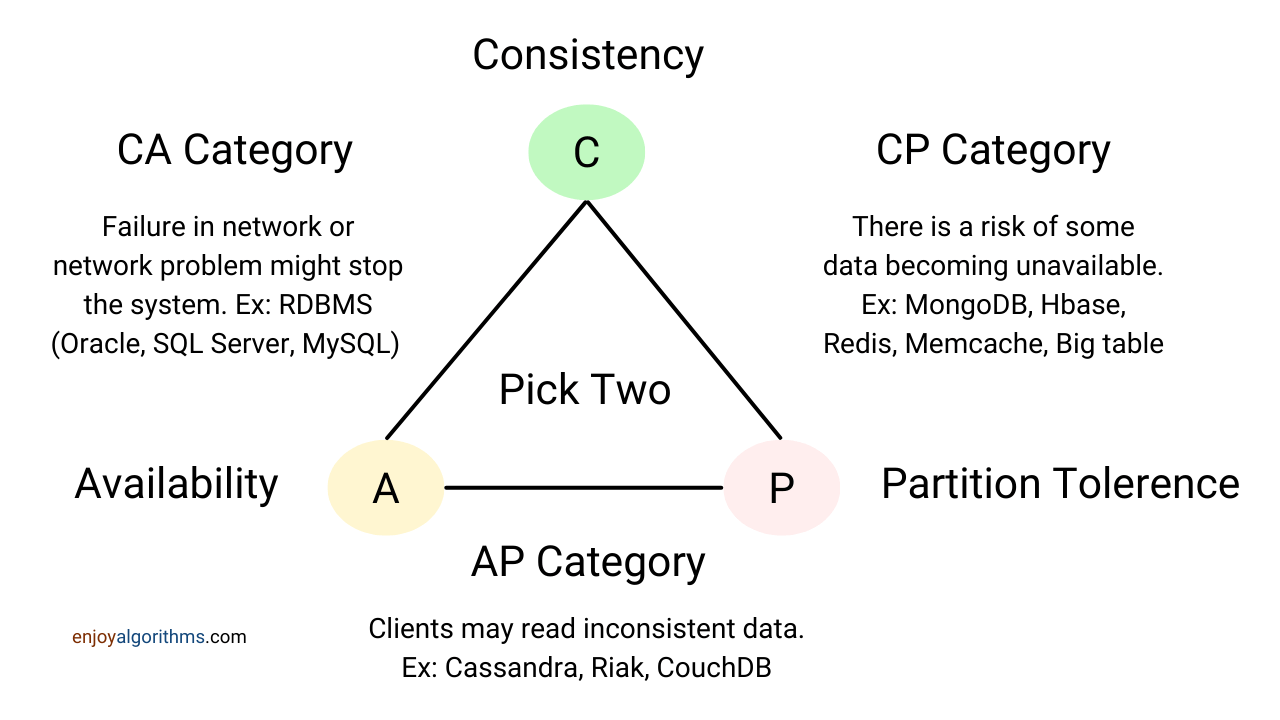 Consistency
CA Category
C
CP Category
Failure in network or
network problem might stop
the system. Ex: RDBMS
(Oracle, SQL Server, MySQL)
There is a risk of some
data becoming unavailable.
Ex: MongoDB, Hbase,
Redis, Memcache, Big table
Pick Two
Availability
A
P
Partition Tolerence
AP Category
Clients may read inconsistent data.
Ex: Cassandra, Riak, CouchDB
enjoyalgorithms.com